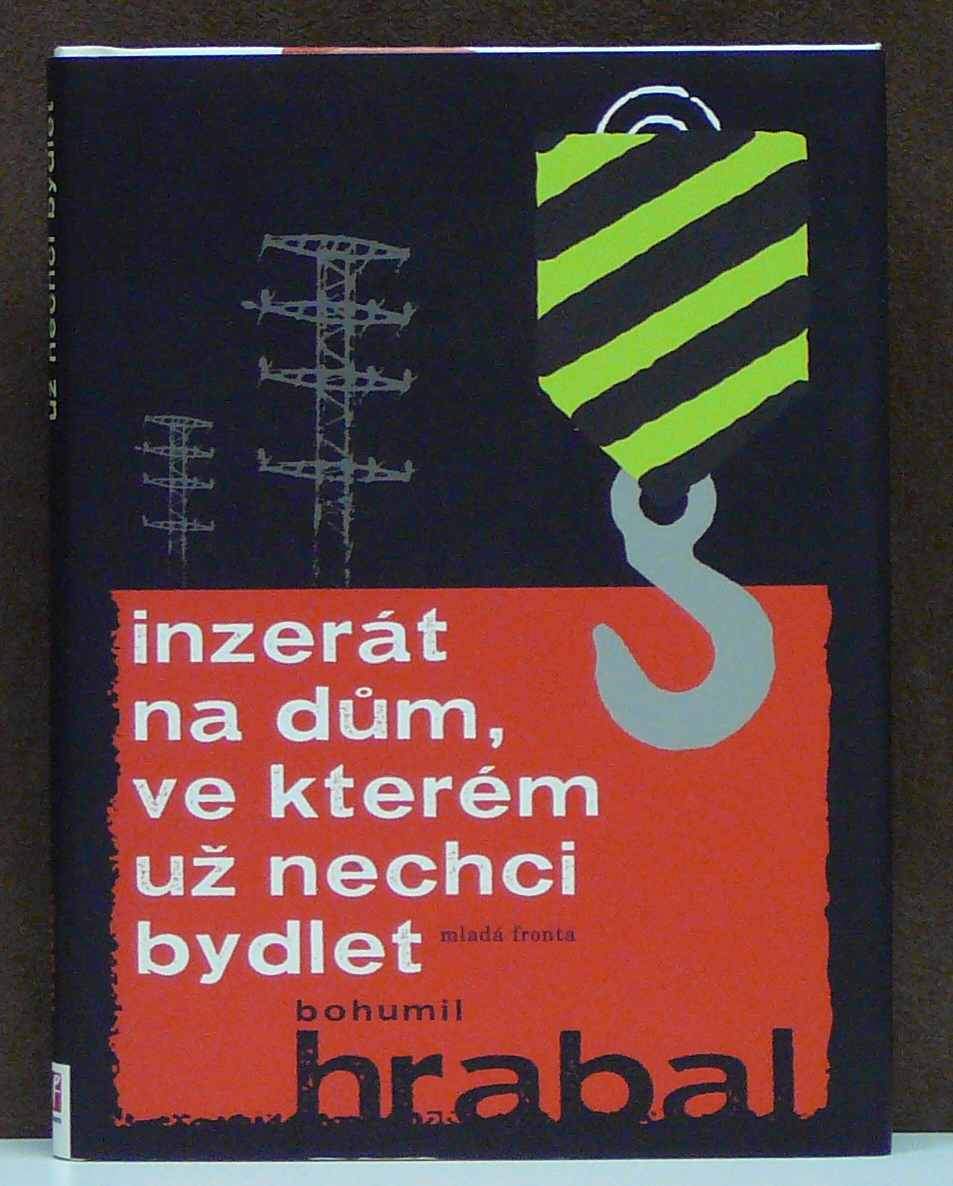 inzerát
na dům,
ve kterém
už nechci
bydlet
mladá fronta
bohumil
hrabal
už nechci bydlet